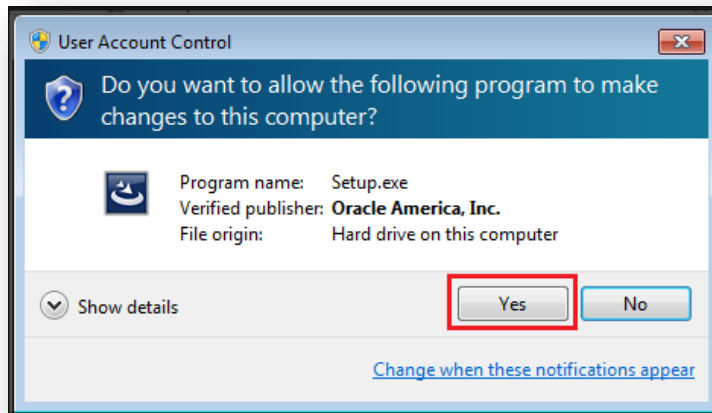 User Account Control
Do you want to allow the following program to make
changes to this computer?
Program name: Setup.exe
Verified publisher: Oracle America, Inc.
File origin: Hard drive on this computer
Show details
Yes
No
Change when these notifications appear